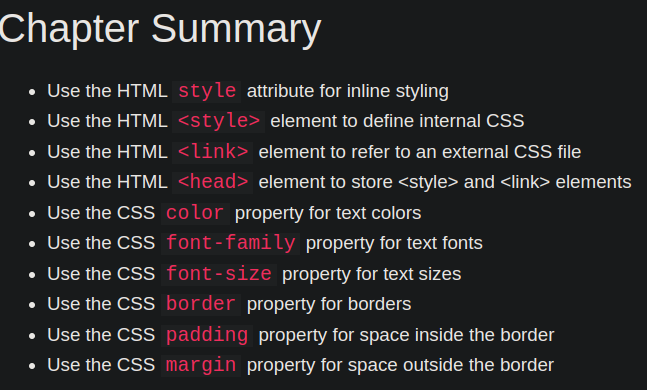 Chapter Summary
Use the HTML style attribute for inline styling
Use the HTML <style> element to define internal CSS
Use the HTML <link> element to refer to an external CSS file
Use the HTML <head> element to store <style> and <link> elements
Use the CSS color property for text colors
Use the CSS font-family property for text fonts
Use the CSS font-size property for text sizes
Use the CSS border property for borders
Use the CSS padding property for space inside the border
Use the CSS margin property for space outside the border